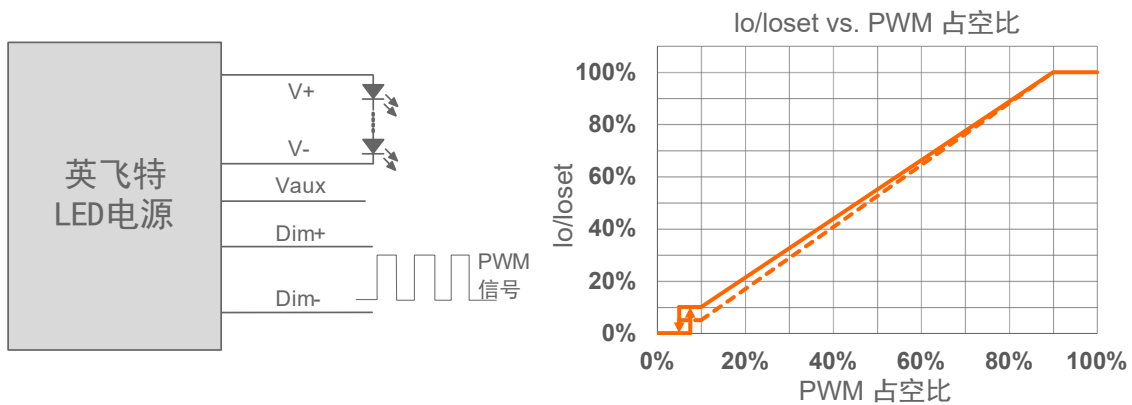 英飞特
LED电源
V+
V-
Vaux
Dim+
Dim-
PWM
信号
Io/Ioset vs. PWM 占空比
Io/Ioset
100%
80%
60%
40%
20%
0%
0% 20% 40% 60% 80% 100%
PWM 占空比